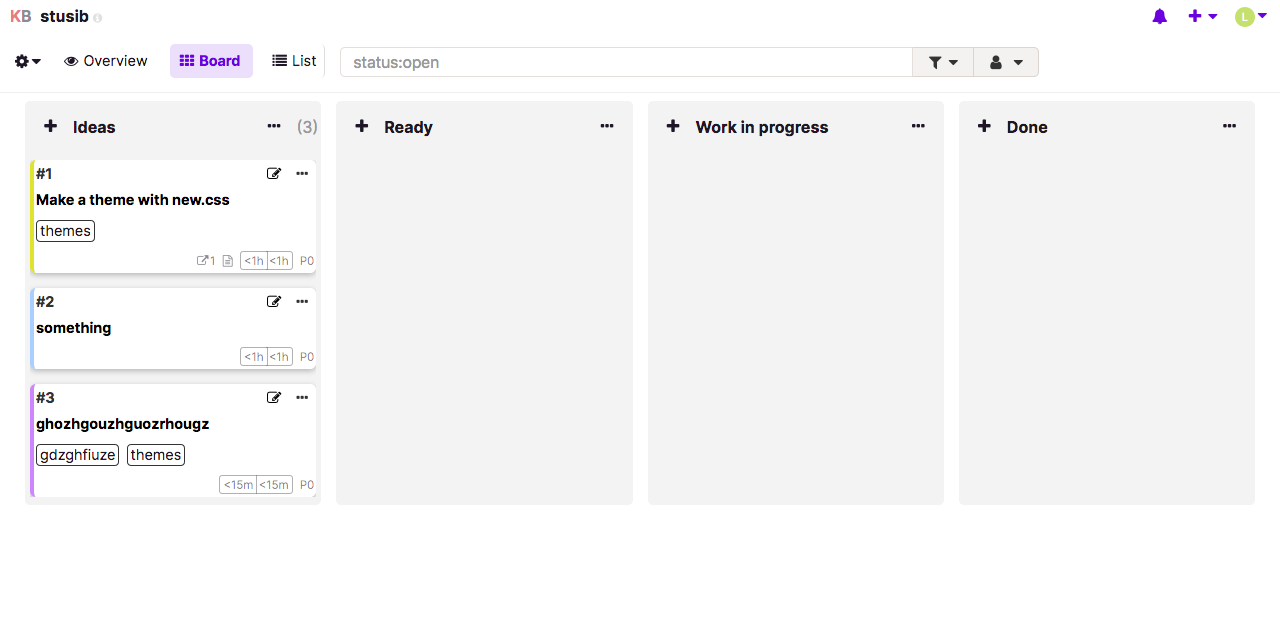 KB stusib L
Overview Board List status:open
Ideas (3) Ready Work in progress Done
#1
Make a theme with new.css
themes
1 <1h <1h P0
#2
something
<1h <1h P0
#3
ghozhgouzhguozrhougz
gdzghfiuze themes
<15m <15m P0